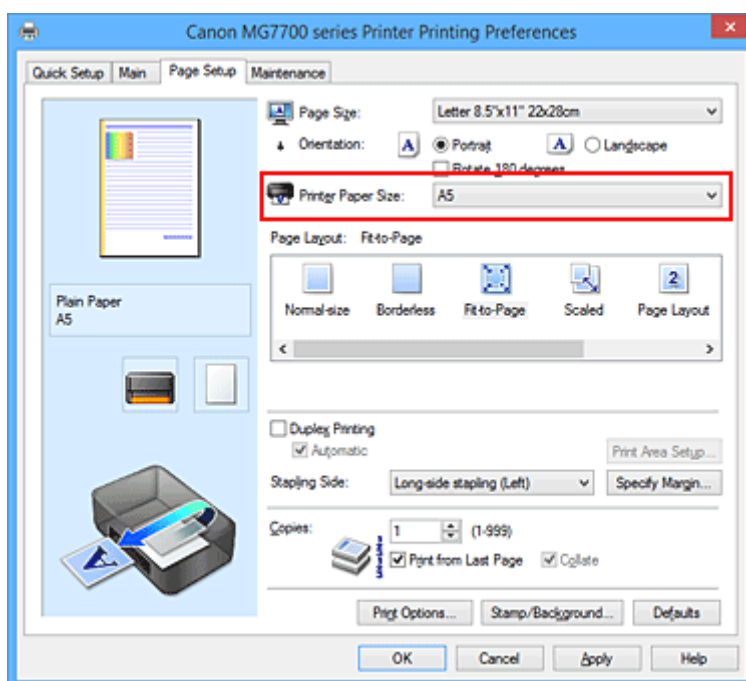 Canon MG7700 series Printer Printing Preferences
Quick Setup Main Page Setup Maintenance
Page Size: Letter 8.5"x11" 22x28cm
Orientation: A Portrait A Landscape
Rotate 180 degrees
Printer Paper Size: A5
Page Layout: Fit-to-Page
2
Normal-size Borderless Fit-to-Page Scaled Page Layout
Plain Paper
A5
Duplex Printing
Automatic
Print Area Setup...
Stapling Side: Long-side stapling (Left) Specify Margin...
Copies: 1 (1-999)
Print from Last Page Collate
Print Options... Stamp/Background... Defaults
OK Cancel Apply Help